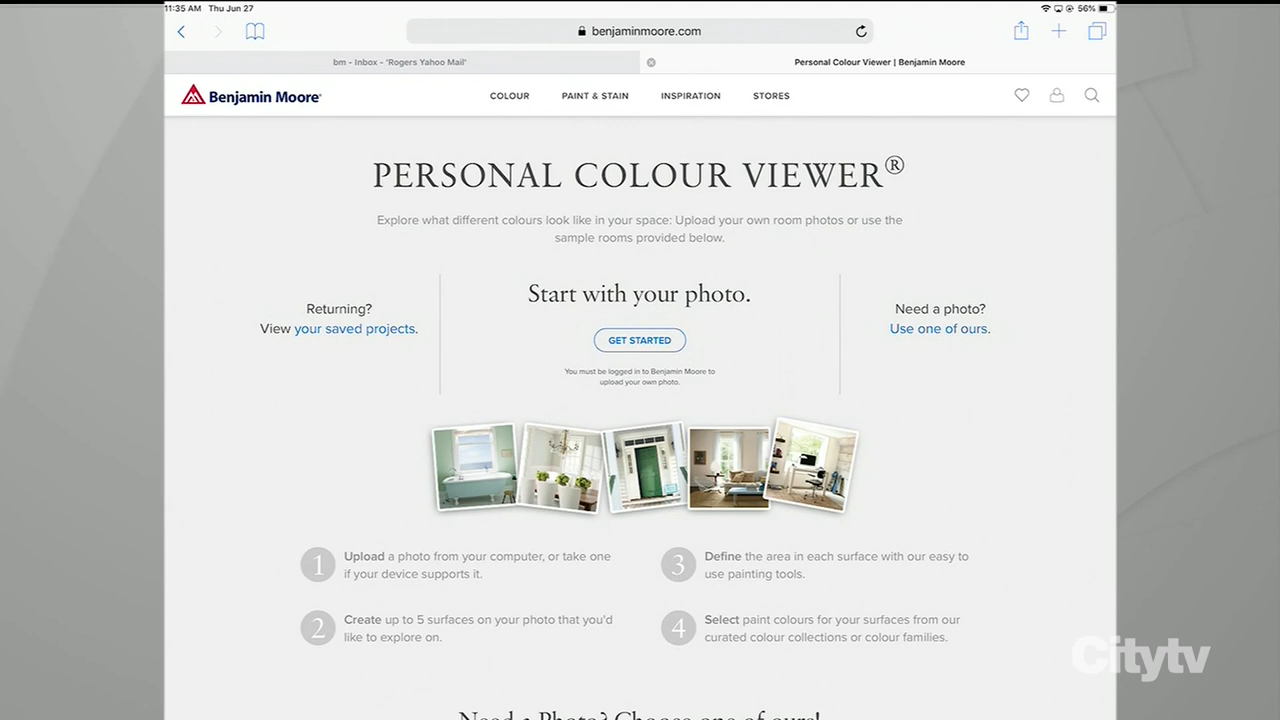 11:35 AM Thu Jun 27
56%
benjaminmoore.com
bm - Inbox - 'Rogers Yahoo Mail'
Personal Colour Viewer | Benjamin Moore
Benjamin Moore®
COLOUR
PAINT & STAIN
INSPIRATION
STORES
PERSONAL COLOUR VIEWER®
Explore what different colours look like in your space: Upload your own room photos or use the
sample rooms provided below.
Returning?
View your saved projects.
Start with your photo.
GET STARTED
You must be logged in to Benjamin Moore to
upload your own photo.
Need a photo?
Use one of ours.
1
Upload a photo from your computer, or take one
if your device supports it.
2
Create up to 5 surfaces on your photo that you'd
like to explore on.
3
Define the area in each surface with our easy to
use painting tools.
4
Select paint colours for your surfaces from our
curated colour collections or colour families.
Need a Photo? Choose one of ours!
Citytv